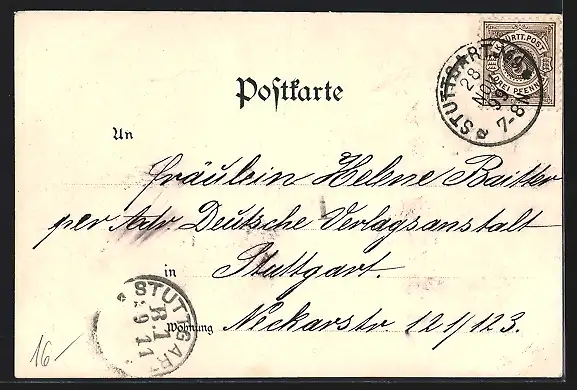 WÜRTT. POST
ZWEI PFENNIG
STUTTGART
28 NOV
7-8 N
Postkarte
An
Fräulein Helene Baitter
per Adr. Deutsche Verlagsanstalt
in Stuttgart.
Wohnung Neckarstr 121/123.
STUTTGART
16-